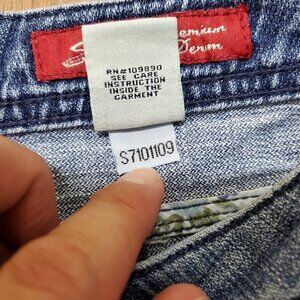 Premium
Denim
RN#109890
SEE CARE
INSTRUCTION
INSIDE THE
GARMENT
S7101109